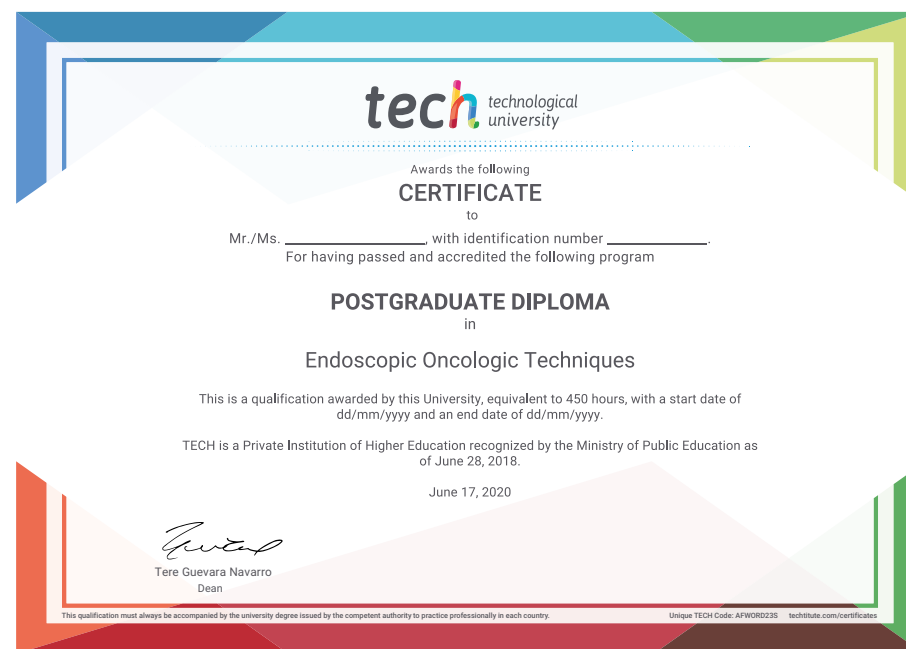 tech technological
university
Awards the following
CERTIFICATE
to
Mr./Ms. ____________________, with identification number ______________.
For having passed and accredited the following program
POSTGRADUATE DIPLOMA
in
Endoscopic Oncologic Techniques
This is a qualification awarded by this University, equivalent to 450 hours, with a start date of
dd/mm/yyyy and an end date of dd/mm/yyyy.
TECH is a Private Institution of Higher Education recognized by the Ministry of Public Education as
of June 28, 2018.
June 17, 2020
Tere Guevara Navarro
Dean
This qualification must always be accompanied by the university degree issued by the competent authority to practice professionally in each country. Unique TECH Code: AFWORD23S techtitute.com/certificates